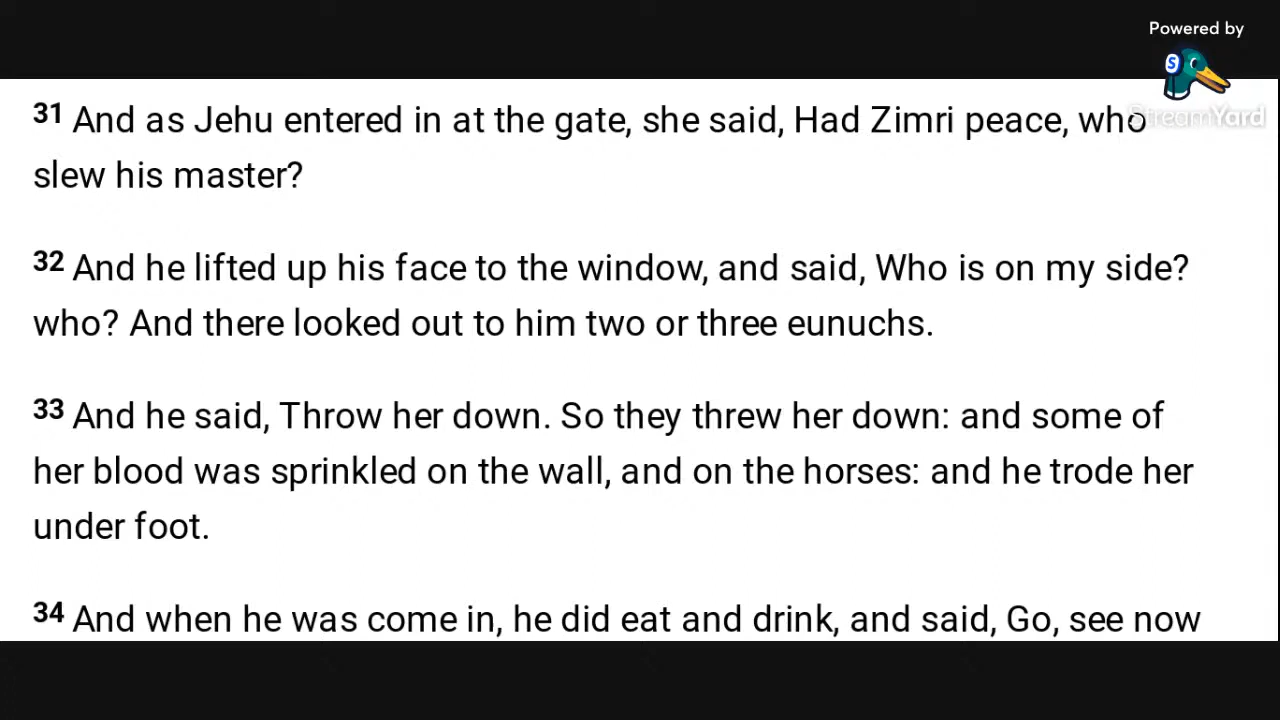 Powered by
S
StreamYard
31 And as Jehu entered in at the gate, she said, Had Zimri peace, who
slew his master?
32 And he lifted up his face to the window, and said, Who is on my side?
who? And there looked out to him two or three eunuchs.
33 And he said, Throw her down. So they threw her down: and some of
her blood was sprinkled on the wall, and on the horses: and he trode her
under foot.
34 And when he was come in, he did eat and drink, and said, Go, see now